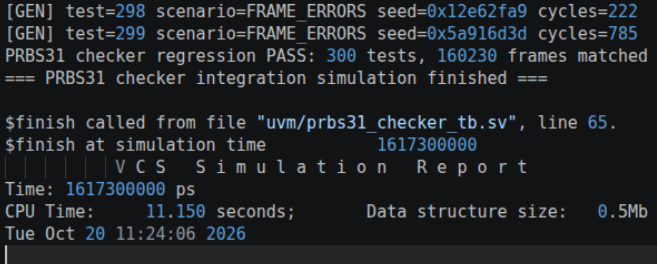 [GEN] test=298 scenario=FRAME_ERRORS seed=0x12e62fa9 cycles=222
[GEN] test=299 scenario=FRAME_ERRORS seed=0x5a916d3d cycles=785
PRBS31 checker regression PASS: 300 tests, 160230 frames matched
=== PRBS31 checker integration simulation finished ===

$finish called from file "uvm/prbs31_checker_tb.sv", line 65.
$finish at simulation time                 1617300000
           V C S   S i m u l a t i o n   R e p o r t
Time: 1617300000 ps
CPU Time:     11.150 seconds;       Data structure size:   0.5Mb
Tue Oct 20 11:24:06 2026